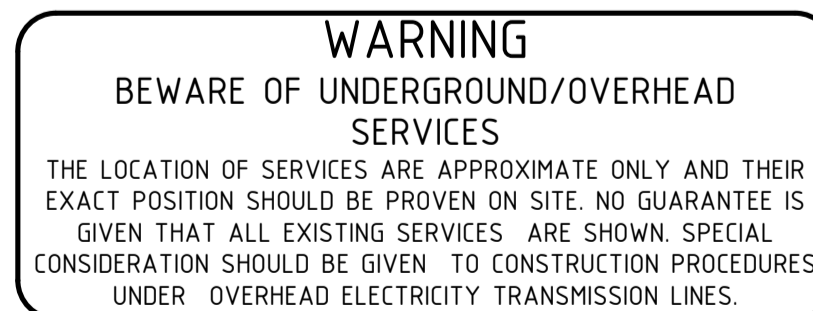 WARNING
BEWARE OF UNDERGROUND/OVERHEAD
SERVICES
THE LOCATION OF SERVICES ARE APPROXIMATE ONLY AND THEIR
EXACT POSITION SHOULD BE PROVEN ON SITE. NO GUARANTEE IS
GIVEN THAT ALL EXISTING SERVICES ARE SHOWN. SPECIAL
CONSIDERATION SHOULD BE GIVEN TO CONSTRUCTION PROCEDURES
UNDER OVERHEAD ELECTRICITY TRANSMISSION LINES.